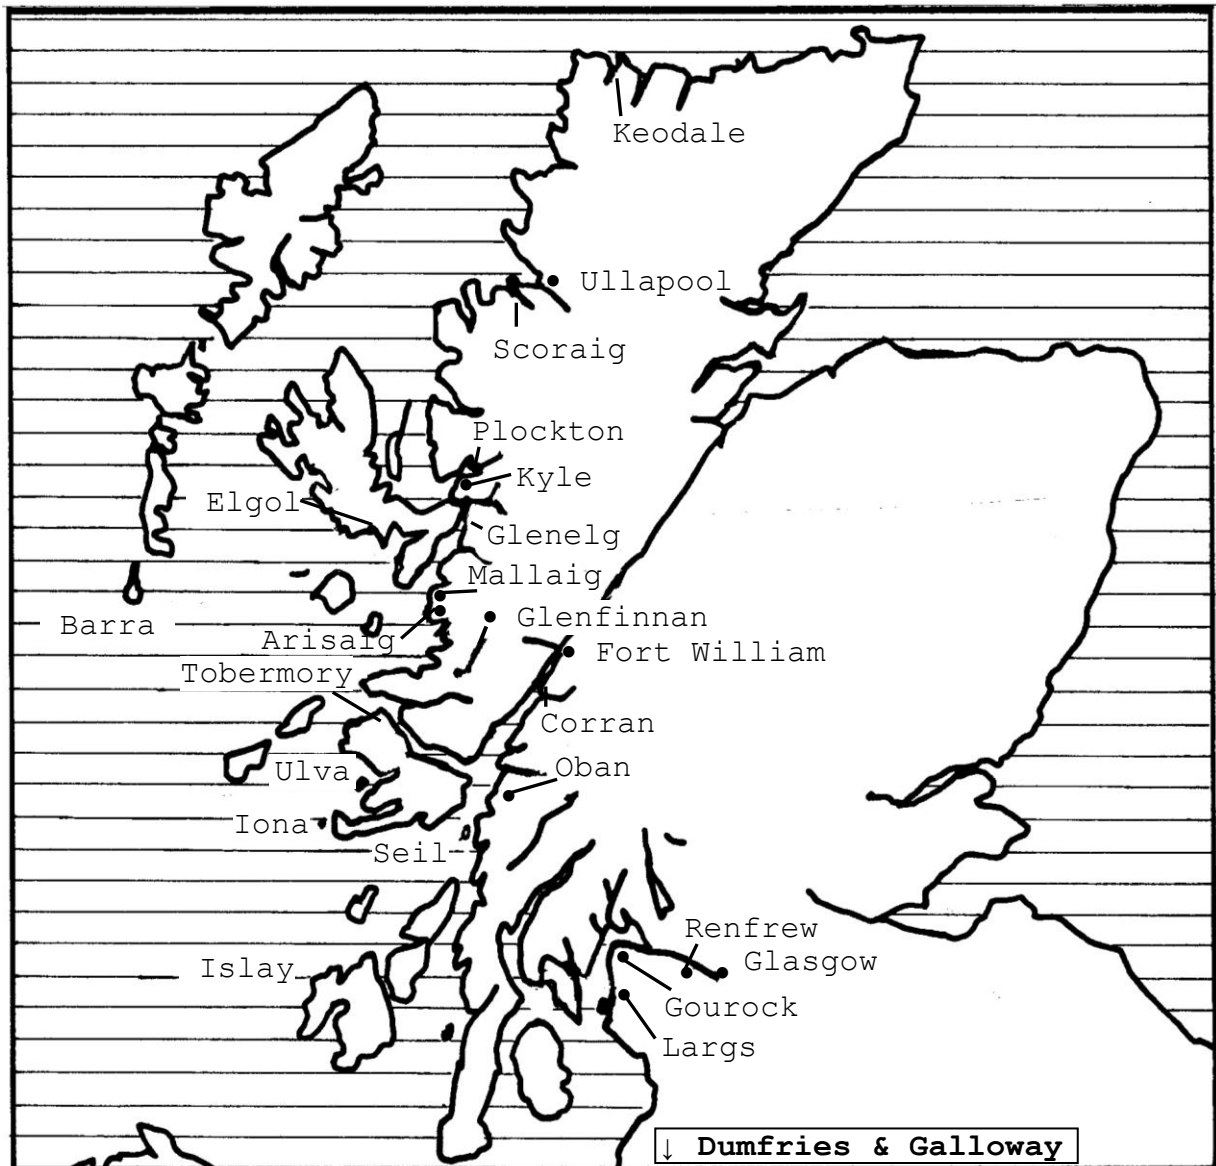 Keodale
Ullapool
Scoraig
Plockton
Kyle
Elgol
Glenelg
Mallaig
Glenfinnan
Barra
Arisaig
Fort William
Tobermory
Corran
Oban
Ulva
Iona
Seil
Renfrew
Glasgow
Islay
Gourock
Largs
↓ Dumfries & Galloway